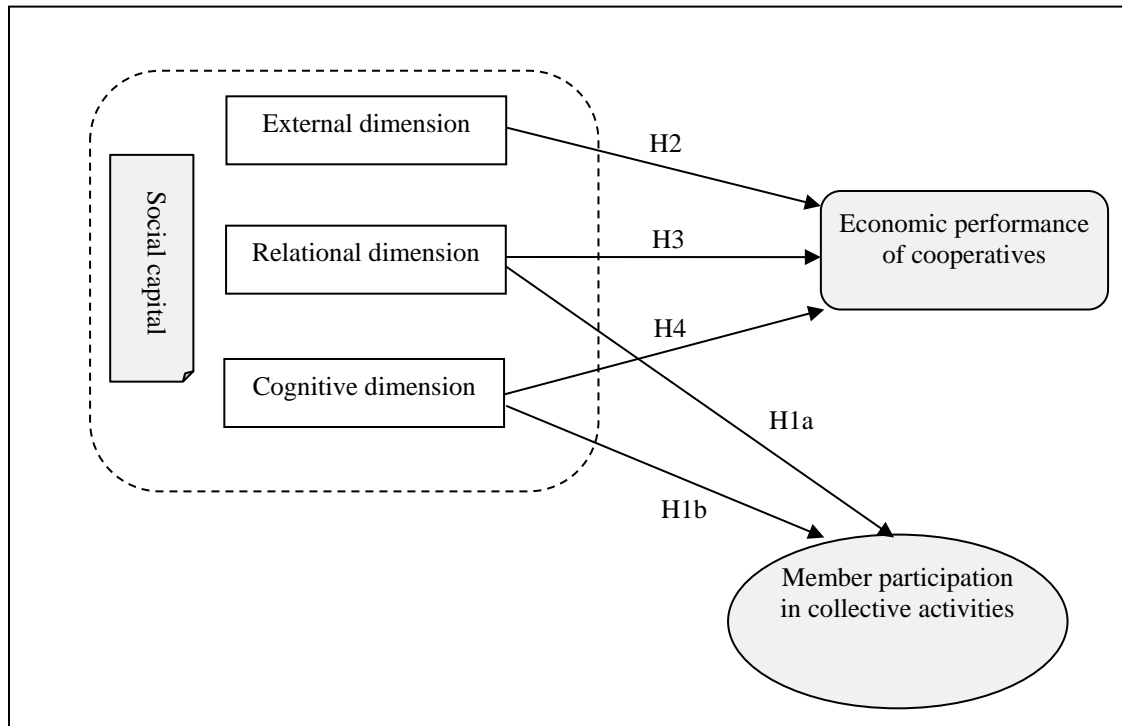 External dimension
H2
Social capital
Economic performance
of cooperatives
Relational dimension
H3
H4
Cognitive dimension
H1a
H1b
Member participation
in collective activities